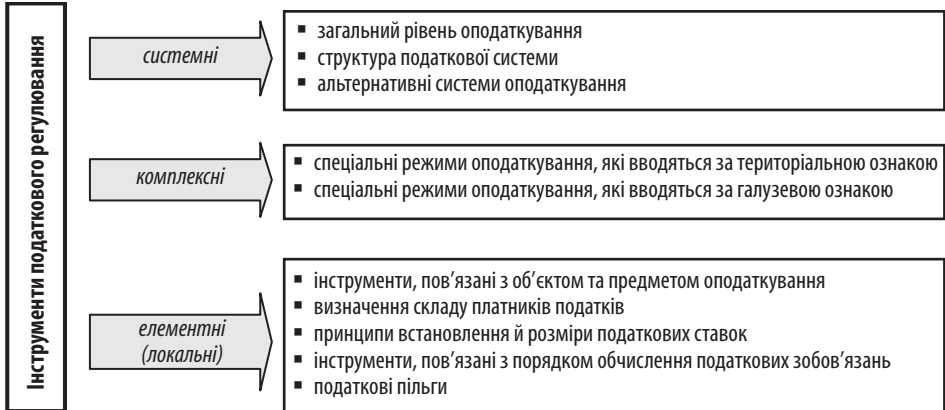 Інструменти податкового регулювання
системні
▪ загальний рівень оподаткування
▪ структура податкової системи
▪ альтернативні системи оподаткування
комплексні
▪ спеціальні режими оподаткування, які вводяться за територіальною ознакою
▪ спеціальні режими оподаткування, які вводяться за галузевою ознакою
елементні
(локальні)
▪ інструменти, пов’язані з об’єктом та предметом оподаткування
▪ визначення складу платників податків
▪ принципи встановлення й розміри податкових ставок
▪ інструменти, пов’язані з порядком обчислення податкових зобов’язань
▪ податкові пільги